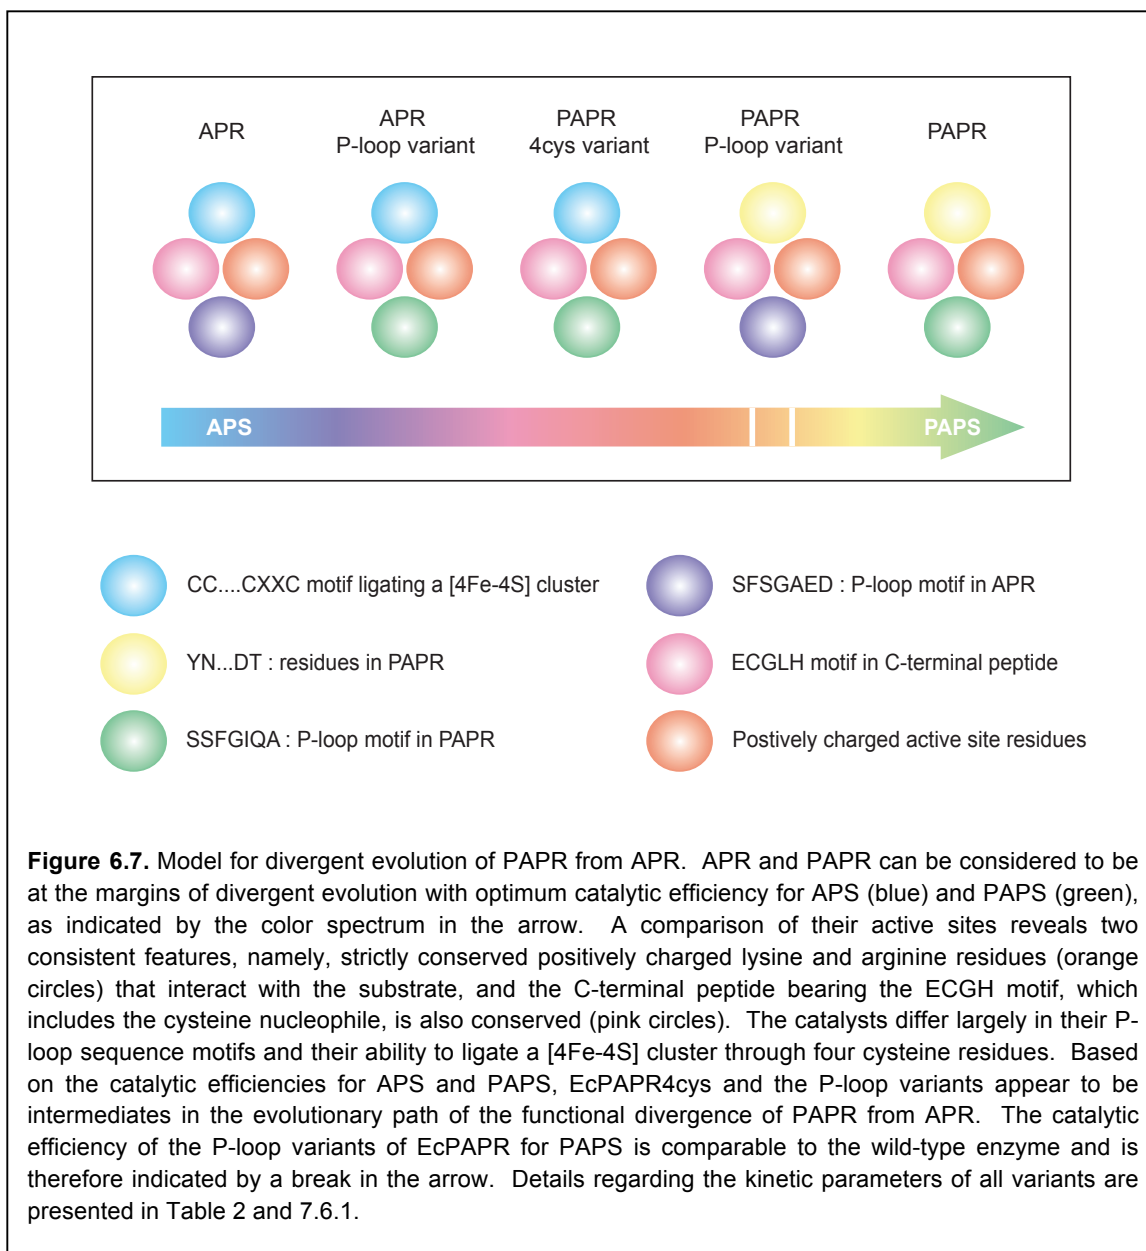 APR
APR
P-loop variant
PAPR
4cys variant
PAPR
P-loop variant
PAPR
APS
PAPS
CC....CXXC motif ligating a [4Fe-4S] cluster
SFSGAED : P-loop motif in APR
YN...DT : residues in PAPR
ECGLH motif in C-terminal peptide
SSFGIQA : P-loop motif in PAPR
Postively charged active site residues
Figure 6.7. Model for divergent evolution of PAPR from APR. APR and PAPR can be considered to be
at the margins of divergent evolution with optimum catalytic efficiency for APS (blue) and PAPS (green),
as indicated by the color spectrum in the arrow. A comparison of their active sites reveals two
consistent features, namely, strictly conserved positively charged lysine and arginine residues (orange
circles) that interact with the substrate, and the C-terminal peptide bearing the ECGH motif, which
includes the cysteine nucleophile, is also conserved (pink circles). The catalysts differ largely in their P-
loop sequence motifs and their ability to ligate a [4Fe-4S] cluster through four cysteine residues. Based
on the catalytic efficiencies for APS and PAPS, EcPAPR4cys and the P-loop variants appear to be
intermediates in the evolutionary path of the functional divergence of PAPR from APR. The catalytic
efficiency of the P-loop variants of EcPAPR for PAPS is comparable to the wild-type enzyme and is
therefore indicated by a break in the arrow. Details regarding the kinetic parameters of all variants are
presented in Table 2 and 7.6.1.